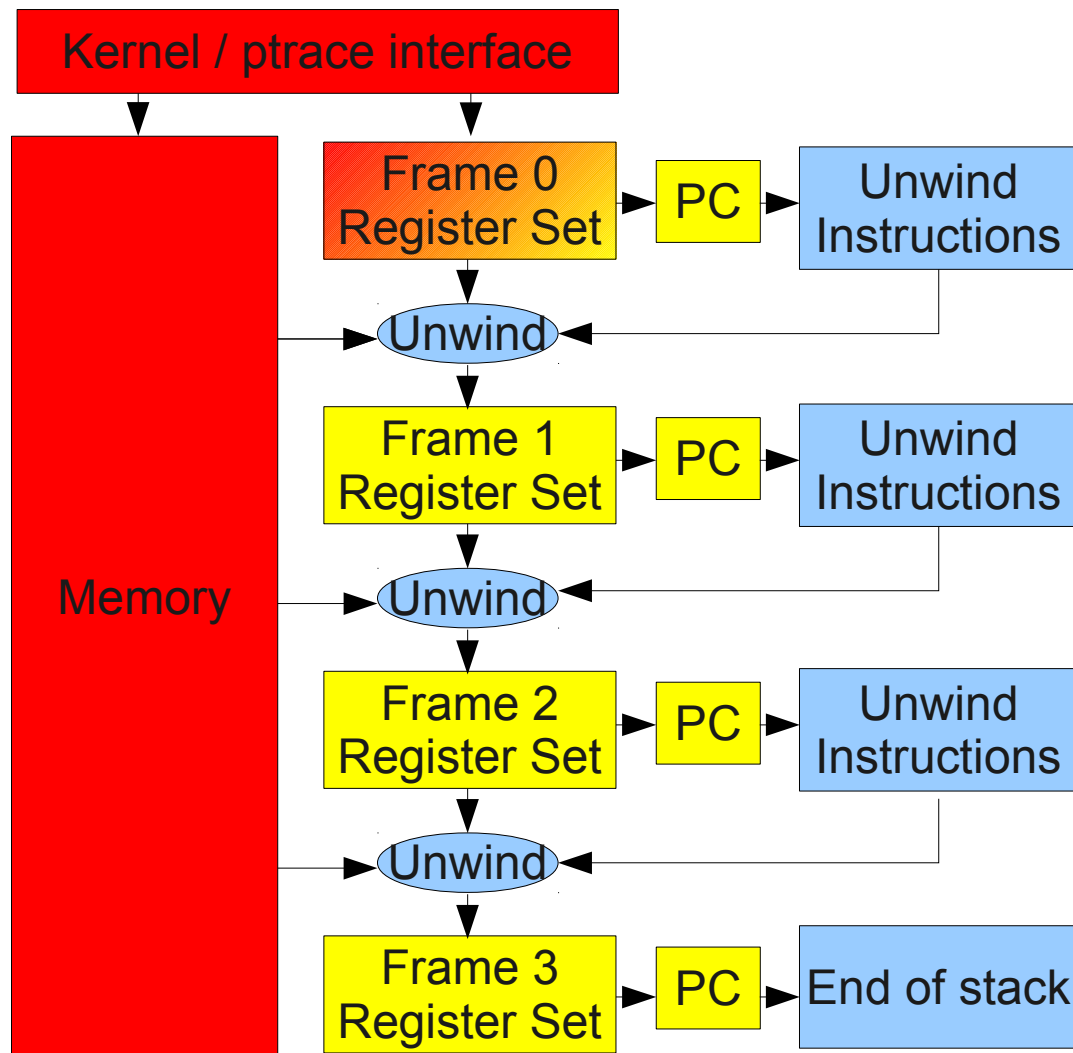 Kernel / ptrace interface
Memory
Frame 0
Register Set
PC
Unwind
Instructions
Unwind
Frame 1
Register Set
PC
Unwind
Instructions
Unwind
Frame 2
Register Set
PC
Unwind
Instructions
Unwind
Frame 3
Register Set
PC
End of stack